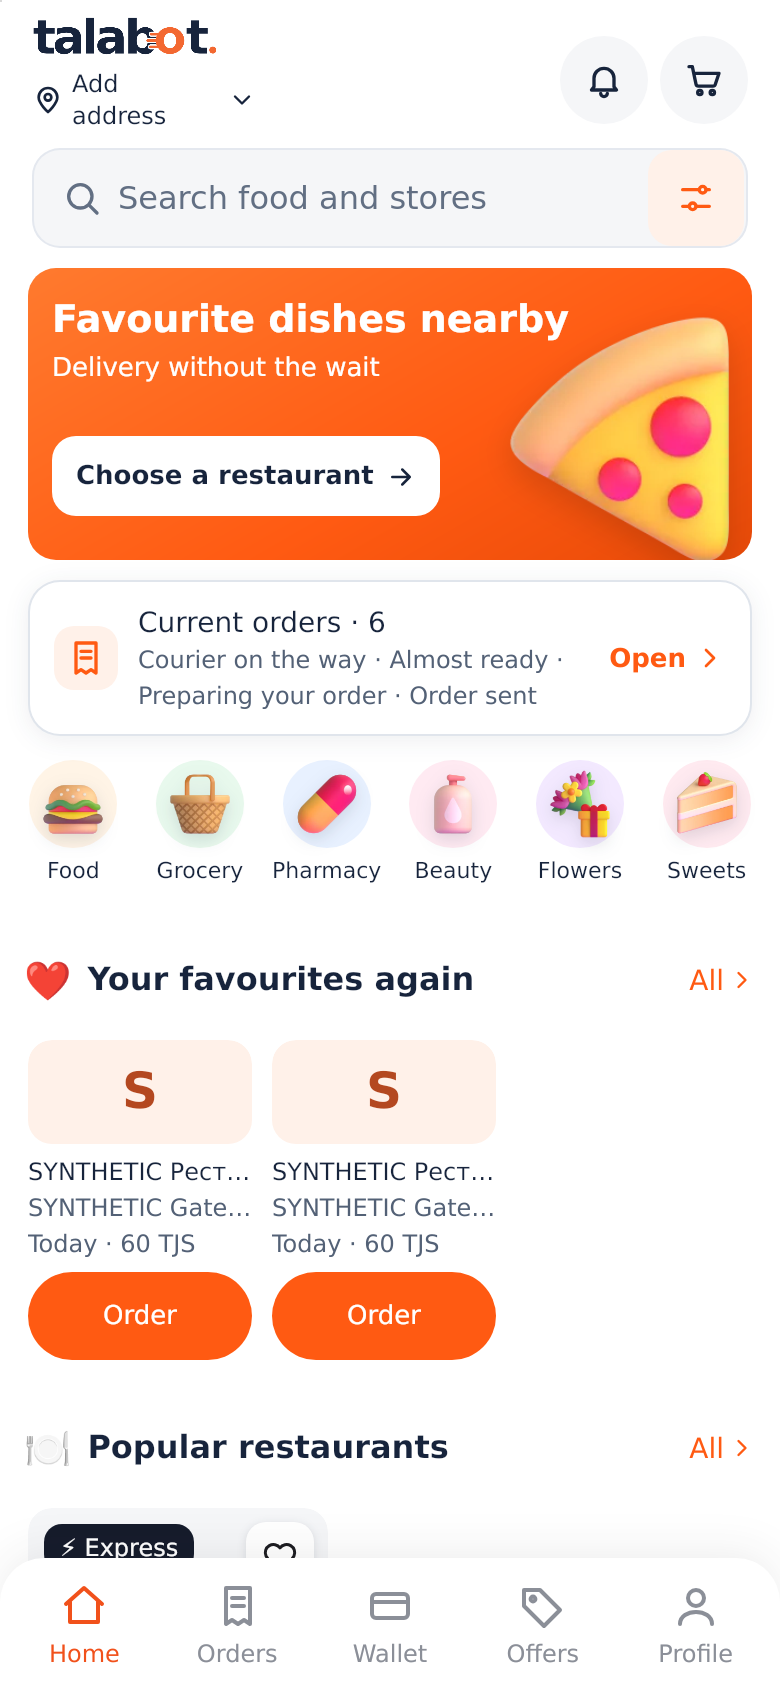 talabot.
Add
address
Search food and stores
Favourite dishes nearby
Delivery without the wait
Choose a restaurant →
Current orders · 6
Courier on the way · Almost ready ·
Preparing your order · Order sent
Open
Food Grocery Pharmacy Beauty Flowers Sweets
Your favourites again
All
S S
SYNTHETIC Рест... SYNTHETIC Рест...
SYNTHETIC Gate... SYNTHETIC Gate...
Today · 60 TJS Today · 60 TJS
Order Order
Popular restaurants
All
⚡ Express
Home Orders Wallet Offers Profile